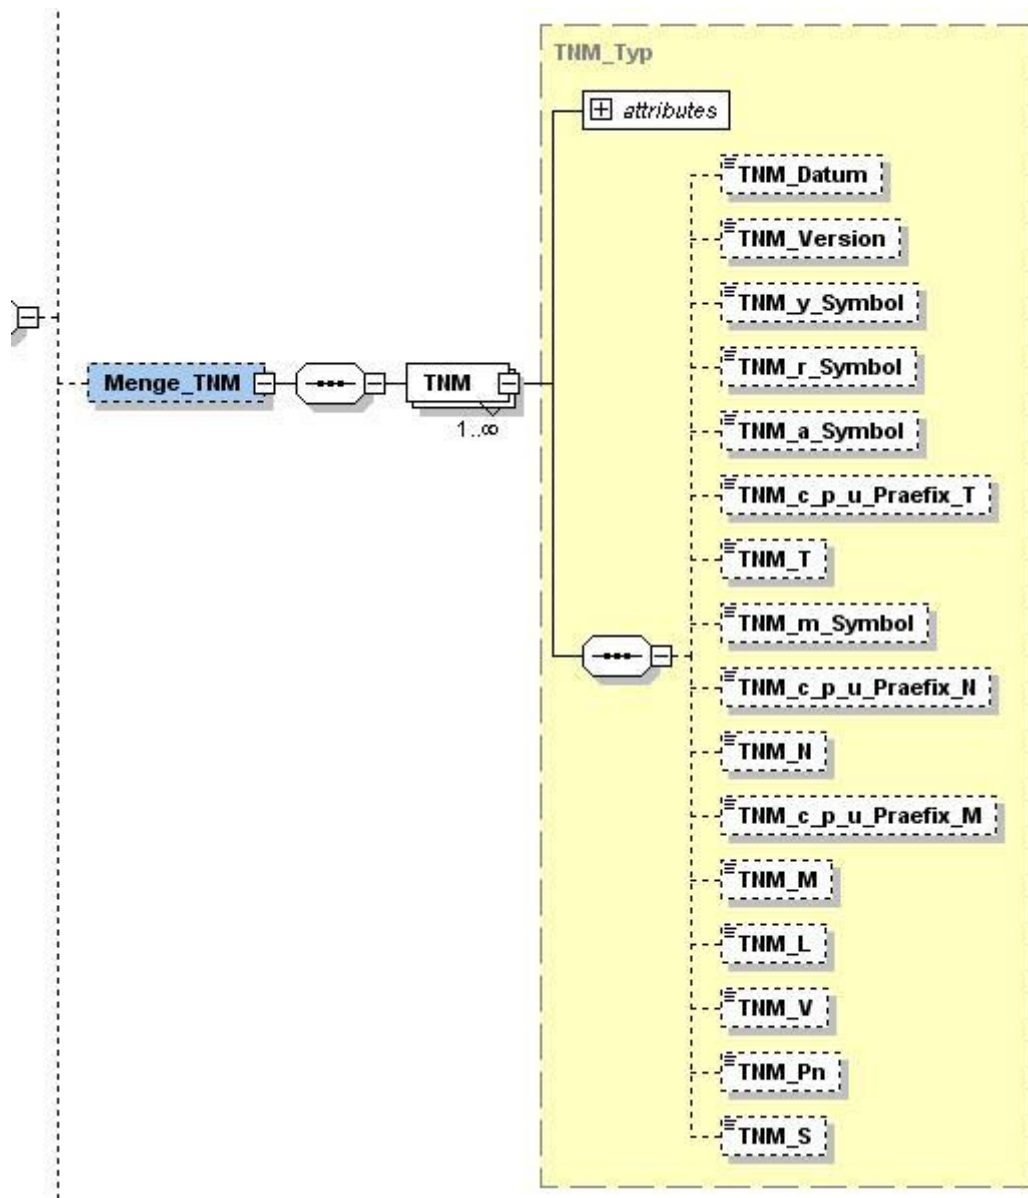 TNM_Typ
attributes
TNM_Datum
TNM_Version
TNM_y_Symbol
TNM_r_Symbol
Menge_TNM
TNM
1..∞
TNM_a_Symbol
TNM_c_p_u_Praefix_T
TNM_T
TNM_m_Symbol
TNM_c_p_u_Praefix_N
TNM_N
TNM_c_p_u_Praefix_M
TNM_M
TNM_L
TNM_V
TNM_Pn
TNM_S